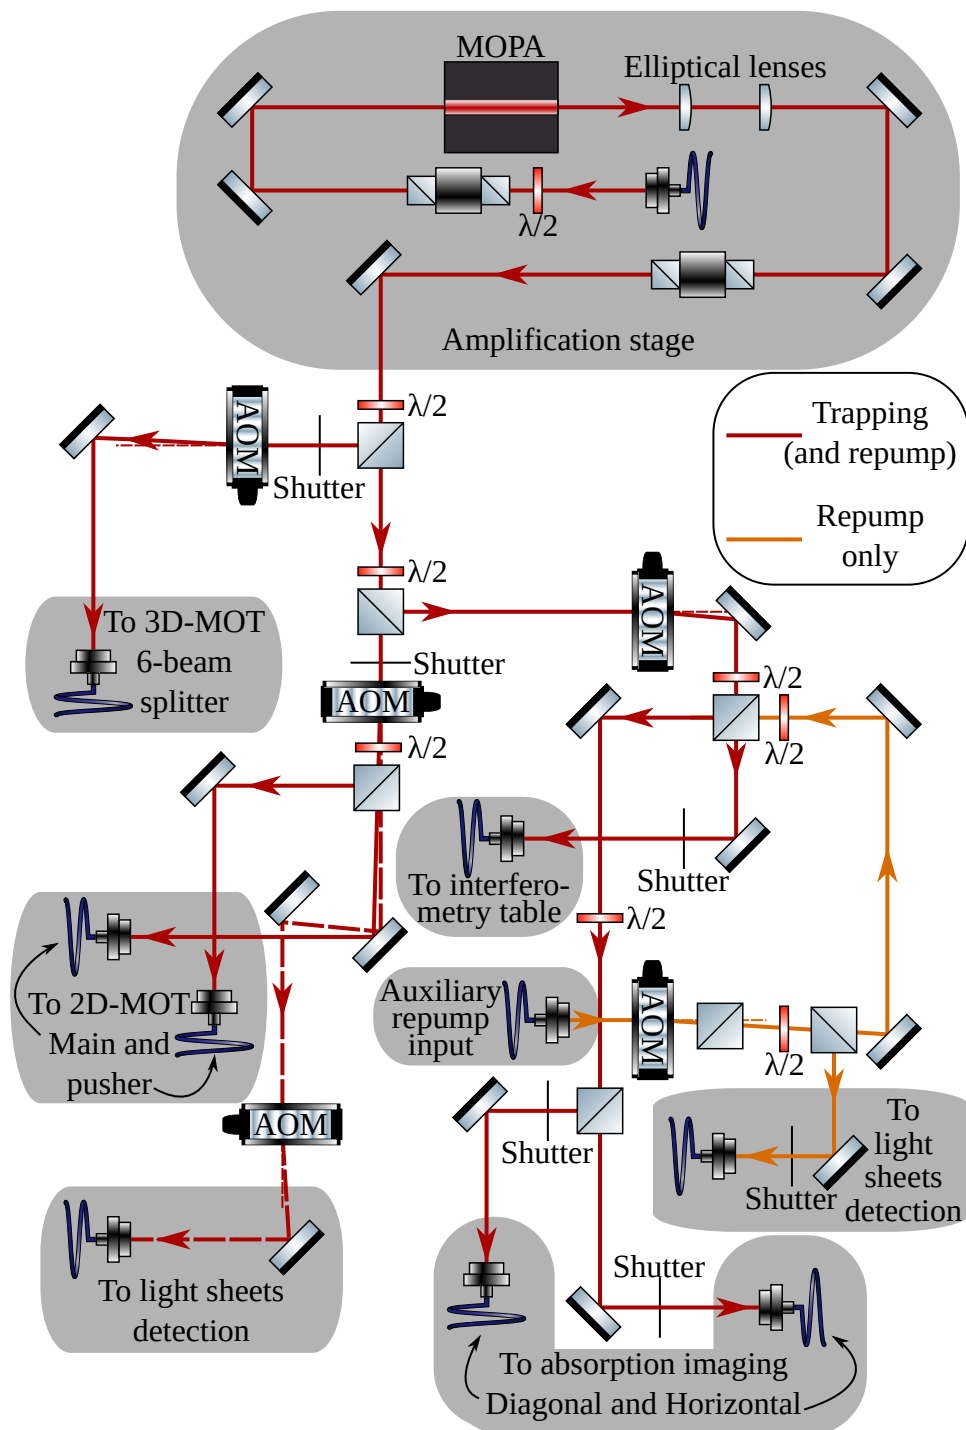 MOPA
Elliptical lenses
λ/2
Amplification stage
λ/2
AOM
Shutter
Trapping
(and repump)
Repump
only
λ/2
AOM
To 3D-MOT
6-beam
splitter
Shutter
AOM
λ/2
λ/2
λ/2
Shutter
To interfero-
metry table
λ/2
To 2D-MOT
Main and
pusher
Auxiliary
repump
input
AOM
λ/2
AOM
Shutter
To
light
sheets
detection
Shutter
To light sheets
detection
Shutter
To absorption imaging
Diagonal and Horizontal